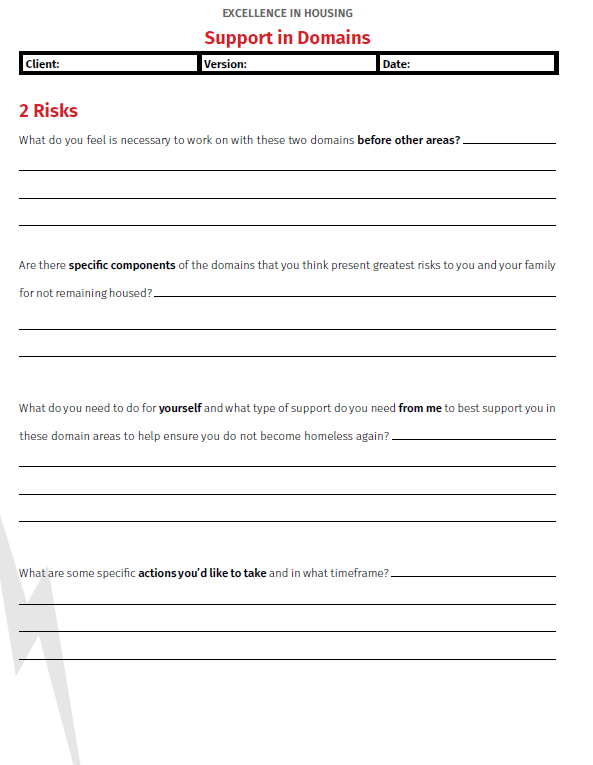 EXCELLENCE IN HOUSING
Support in Domains
Client: Version: Date:
2 Risks
What do you feel is necessary to work on with these two domains before other areas?
Are there specific components of the domains that you think present greatest risks to you and your family
for not remaining housed?
What do you need to do for yourself and what type of support do you need from me to best support you in
these domain areas to help ensure you do not become homeless again?
What are some specific actions you'd like to take and in what timeframe?